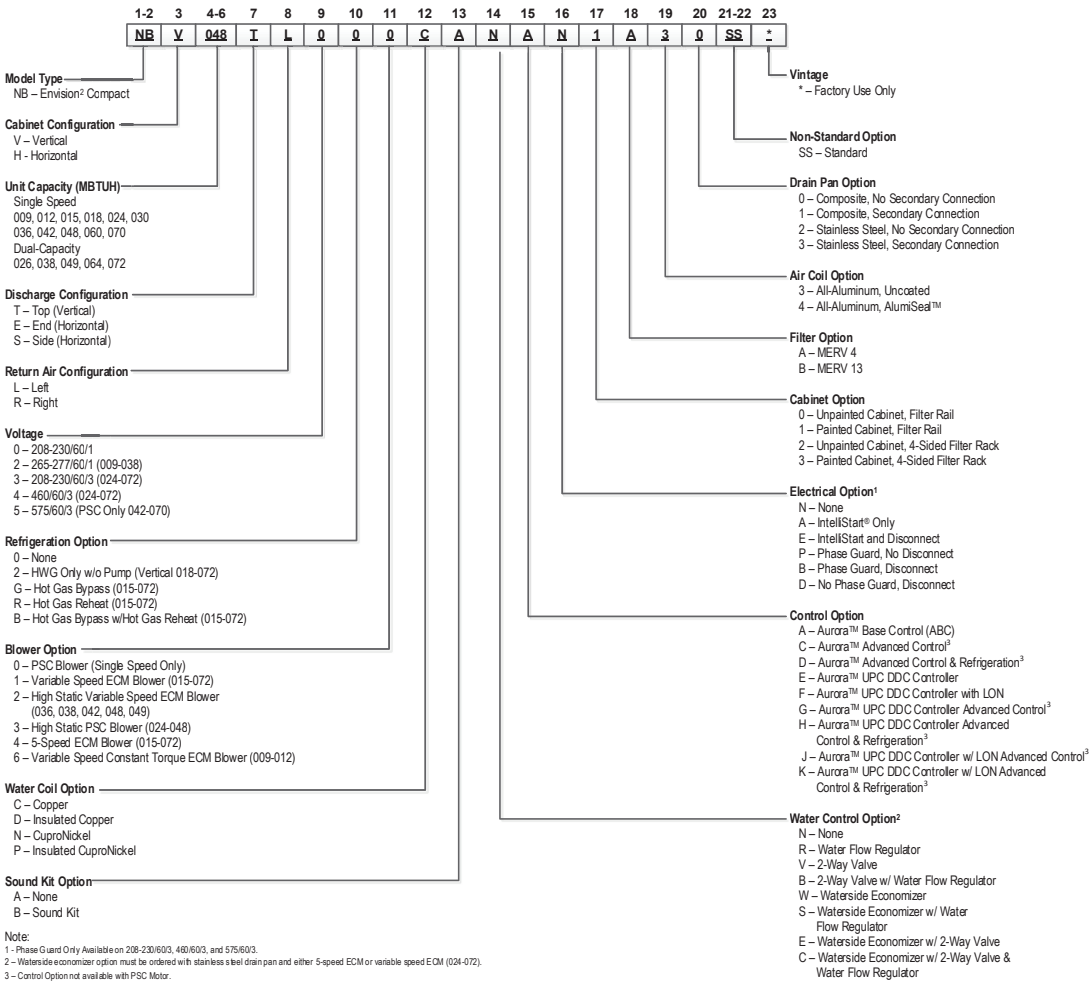 1-2 3 4-6 7 8 9 10 11 12 13 14 15 16 17 18 19 20 21-22 23
NB V 048 T L 0 0 0 C A N A N 1 A 3 0 SS *
Model Type
NB – Envision² Compact
Cabinet Configuration
V – Vertical
H - Horizontal
Unit Capacity (MBTUH)
Single Speed
009, 012, 015, 018, 024, 030
036, 042, 048, 060, 070
Dual-Capacity
026, 038, 049, 064, 072
Discharge Configuration
T – Top (Vertical)
E – End (Horizontal)
S – Side (Horizontal)
Return Air Configuration
L – Left
R – Right
Voltage
0 – 208-230/60/1
2 – 265-277/60/1 (009-038)
3 – 208-230/60/3 (024-072)
4 – 460/60/3 (024-072)
5 – 575/60/3 (PSC Only 042-070)
Refrigeration Option
0 – None
2 – HWG Only w/o Pump (Vertical 018-072)
G – Hot Gas Bypass (015-072)
R – Hot Gas Reheat (015-072)
B – Hot Gas Bypass w/Hot Gas Reheat (015-072)
Blower Option
0 – PSC Blower (Single Speed Only)
1 – Variable Speed ECM Blower (015-072)
2 – High Static Variable Speed ECM Blower
(036, 038, 042, 048, 049)
3 – High Static PSC Blower (024-048)
4 – 5-Speed ECM Blower (015-072)
6 – Variable Speed Constant Torque ECM Blower (009-012)
Water Coil Option
C – Copper
D – Insulated Copper
N – CuproNickel
P – Insulated CuproNickel
Sound Kit Option
A – None
B – Sound Kit
Note:
1 - Phase Guard Only Available on 208-230/60/3, 460/60/3, and 575/60/3.
2 – Waterside economizer option must be ordered with stainless steel drain pan and either 5-speed ECM or variable speed ECM (024-072).
3 – Control Option not available with PSC Motor.
Vintage
* – Factory Use Only
Non-Standard Option
SS – Standard
Drain Pan Option
0 – Composite, No Secondary Connection
1 – Composite, Secondary Connection
2 – Stainless Steel, No Secondary Connection
3 – Stainless Steel, Secondary Connection
Air Coil Option
3 – All-Aluminum, Uncoated
4 – All-Aluminum, AlumiSeal™
Filter Option
A – MERV 4
B – MERV 13
Cabinet Option
0 – Unpainted Cabinet, Filter Rail
1 – Painted Cabinet, Filter Rail
2 – Unpainted Cabinet, 4-Sided Filter Rack
3 – Painted Cabinet, 4-Sided Filter Rack
Electrical Option¹
N – None
A – IntelliStart® Only
E – IntelliStart and Disconnect
P – Phase Guard, No Disconnect
B – Phase Guard, Disconnect
D – No Phase Guard, Disconnect
Control Option
A – Aurora™ Base Control (ABC)
C – Aurora™ Advanced Control³
D – Aurora™ Advanced Control & Refrigeration³
E – Aurora™ UPC DDC Controller
F – Aurora™ UPC DDC Controller with LON
G – Aurora™ UPC DDC Controller Advanced Control³
H – Aurora™ UPC DDC Controller Advanced
Control & Refrigeration³
J – Aurora™ UPC DDC Controller w/ LON Advanced Control³
K – Aurora™ UPC DDC Controller w/ LON Advanced
Control & Refrigeration³
Water Control Option²
N – None
R – Water Flow Regulator
V – 2-Way Valve
B – 2-Way Valve w/ Water Flow Regulator
W – Waterside Economizer
S – Waterside Economizer w/ Water
Flow Regulator
E – Waterside Economizer w/ 2-Way Valve
C – Waterside Economizer w/ 2-Way Valve &
Water Flow Regulator